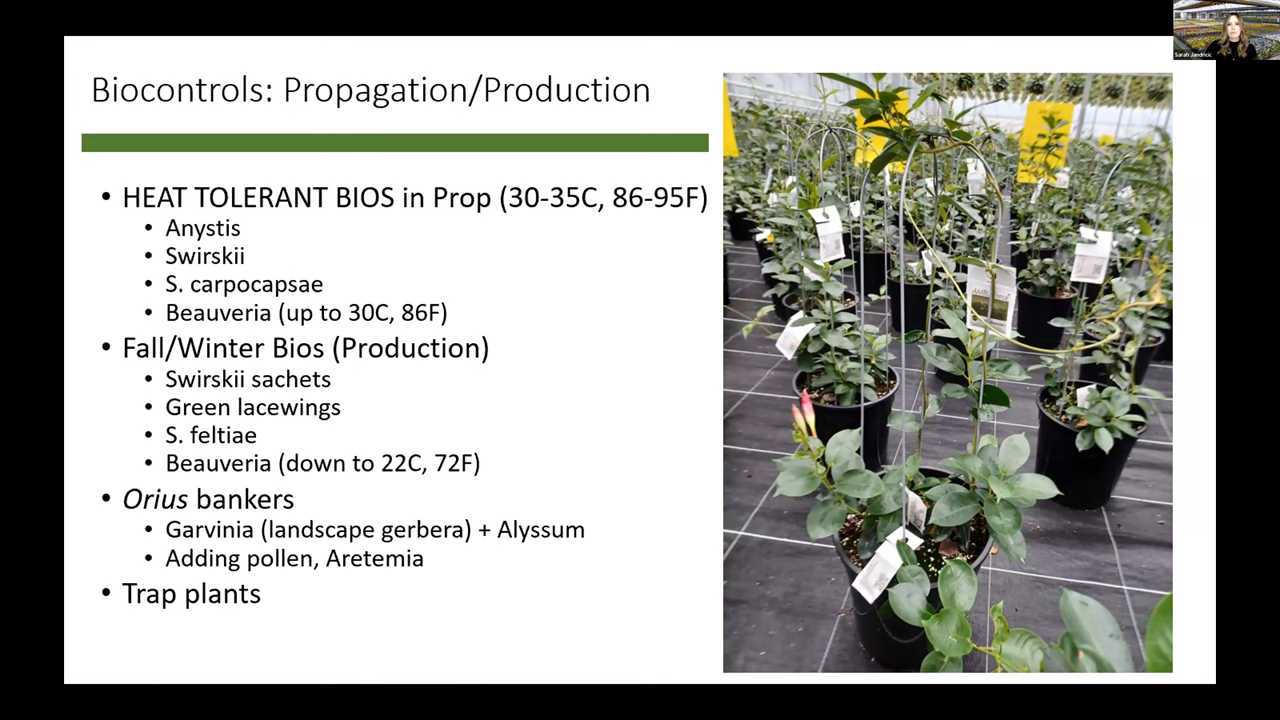 Sarah Jandricic
Biocontrols: Propagation/Production
• HEAT TOLERANT BIOS in Prop (30-35C, 86-95F)
• Anystis
• Swirskii
• S. carpocapsae
• Beauveria (up to 30C, 86F)
• Fall/Winter Bios (Production)
• Swirskii sachets
• Green lacewings
• S. feltiae
• Beauveria (down to 22C, 72F)
• Orius bankers
• Garvinia (landscape gerbera) + Alyssum
• Adding pollen, Aretemia
• Trap plants